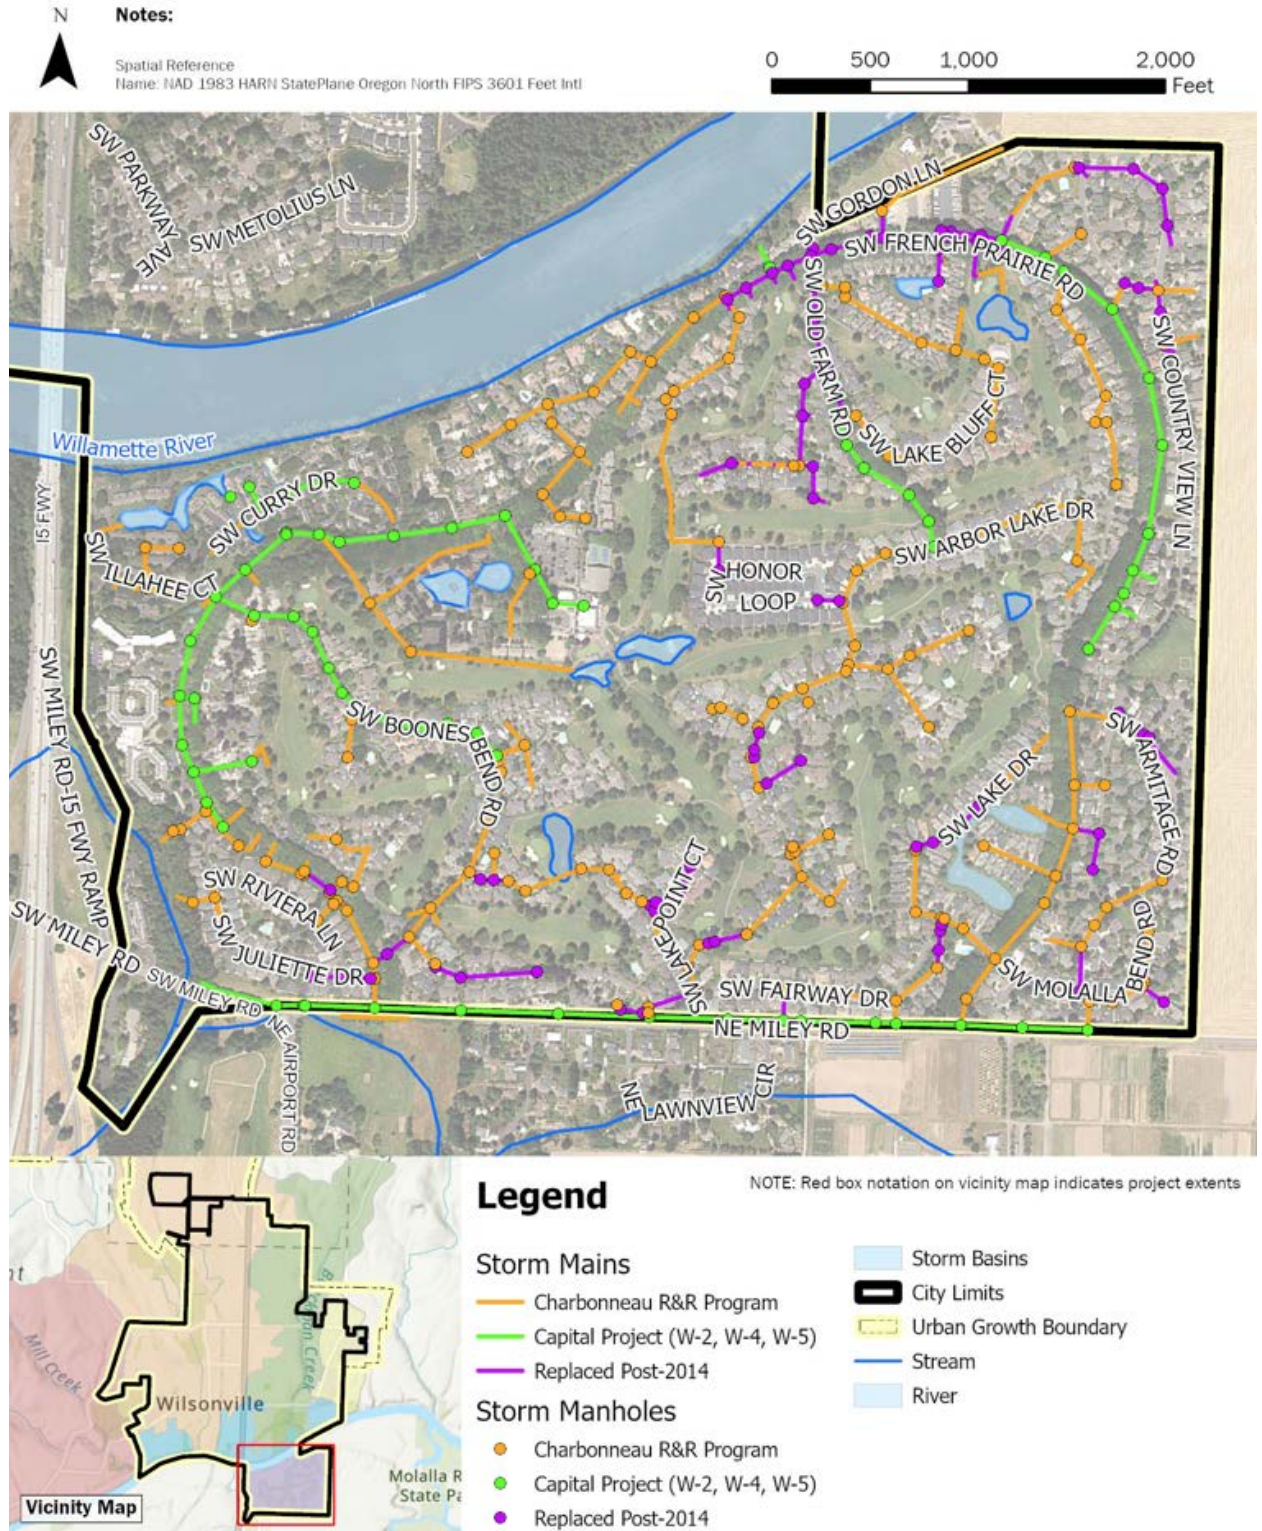 N
Notes:
Spatial Reference
Name: NAD 1983 HARN StatePlane Oregon North FIPS 3601 Feet Intl
0 500 1,000 2,000
Feet
SW PARKWAY AVE
SW METOLIUS LN
SW GORDON LN
SW FRENCH PRAIRIE RD
SW OLD FARM RD
SW COUNTRY VIEW LN
SW LAKE BLUFF CT
Willamette River
I5 FWY
SW CURRY DR
SW ILLAHEE CT
SW ARBOR LAKE DR
SW HONOR LOOP
SW MILEY RD-I5 FWY RAMP
SW BOONES BEND RD
SW ARMITAGE RD
SW LAKE DR
SW LAKE POINT CT
SW RIVIERA LN
SW JULIETTE DR
SW MILEY RD
SW MILEY RD
SW FAIRWAY DR
SW MOLALLA BEND RD
NE MILEY RD
NE AIRPORT RD
NE LAWNVIEW CIR
NOTE: Red box notation on vicinity map indicates project extents
Legend
Storm Mains
Charbonneau R&R Program
Capital Project (W-2, W-4, W-5)
Replaced Post-2014
Storm Manholes
Charbonneau R&R Program
Capital Project (W-2, W-4, W-5)
Replaced Post-2014
Storm Basins
City Limits
Urban Growth Boundary
Stream
River
Mill Creek
Creek
Wilsonville
Molalla R
State Pa
Vicinity Map